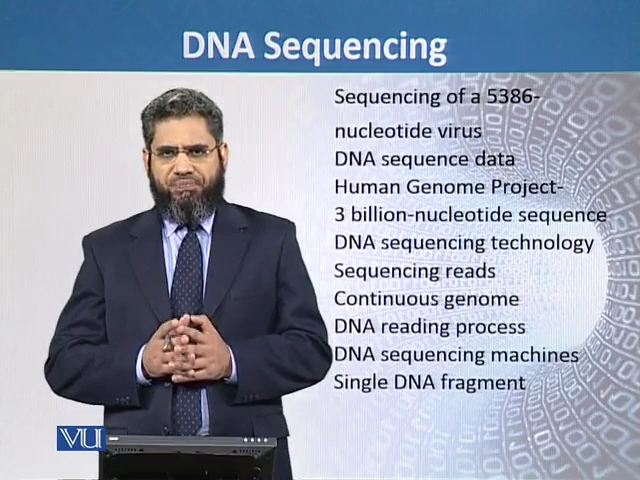 DNA Sequencing
Sequencing of a 5386-
nucleotide virus
DNA sequence data
Human Genome Project-
3 billion-nucleotide sequence
DNA sequencing technology
Sequencing reads
Continuous genome
DNA reading process
DNA sequencing machines
Single DNA fragment
VU